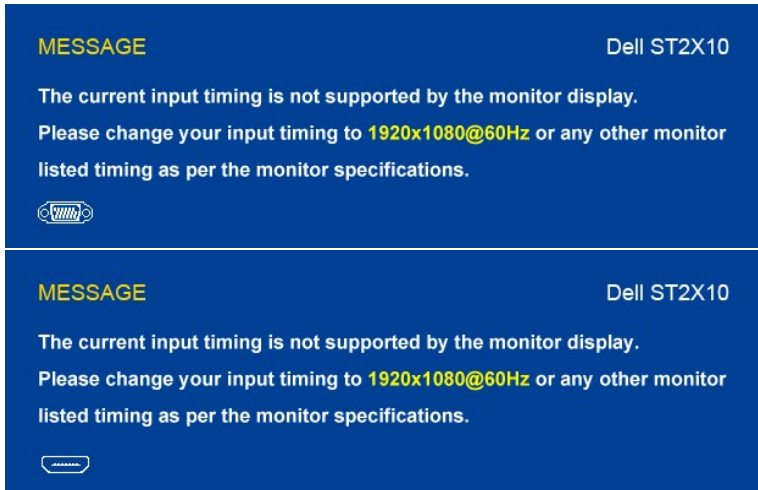 MESSAGE Dell ST2X10
The current input timing is not supported by the monitor display.
Please change your input timing to 1920x1080@60Hz or any other monitor
listed timing as per the monitor specifications.
MESSAGE Dell ST2X10
The current input timing is not supported by the monitor display.
Please change your input timing to 1920x1080@60Hz or any other monitor
listed timing as per the monitor specifications.